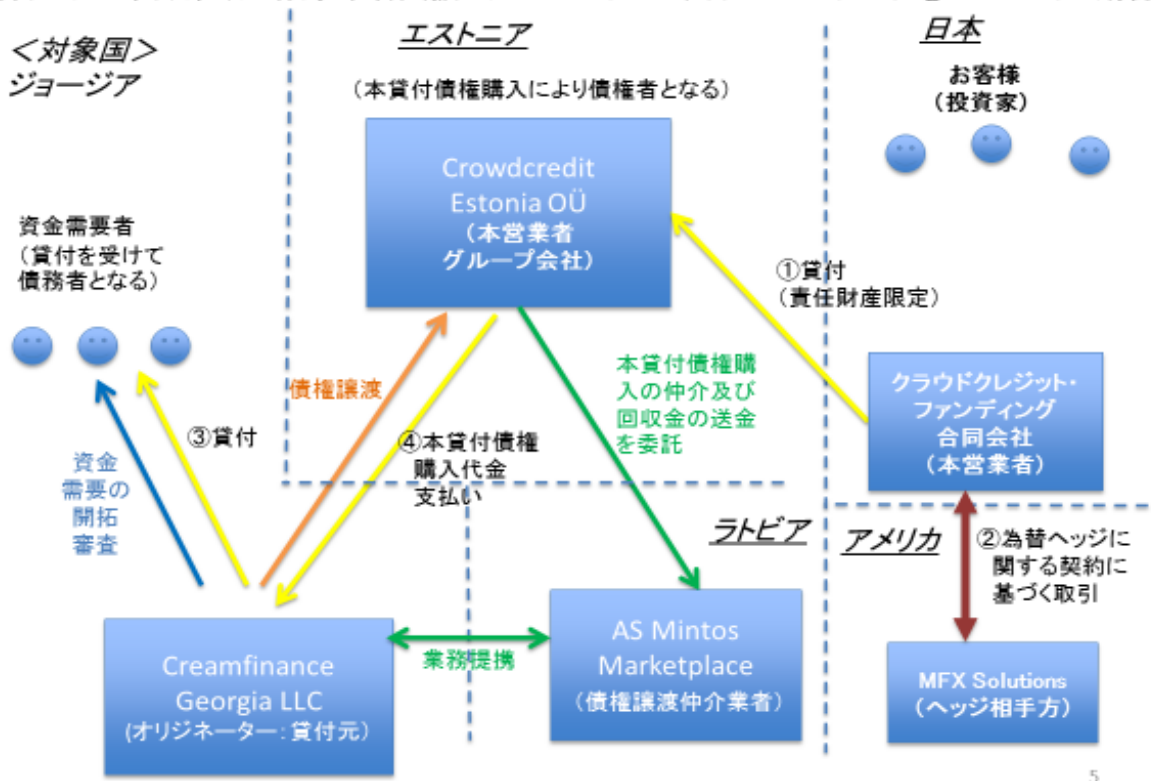 <対象国>
ジョージア
エストニア
(本貸付債権購入により債権者となる)
日本
お客様
(投資家)
Crowdcredit
Estonia OÜ
(本営業者
グループ会社)
資金需要者
(貸付を受けて
債務者となる)
①貸付
(責任財産限定)
クラウドクレジット・
ファンディング
合同会社
(本営業者)
債権譲渡
本貸付債権購
入の仲介及び
回収金の送金
を委託
③貸付
④本貸付債権
購入代金
支払い
資金
需要の
開拓
審査
ラトビア
アメリカ
②為替ヘッジに
関する契約に
基づく取引
Creamfinance
Georgia LLC
(オリジネーター:貸付元)
業務提携
AS Mintos
Marketplace
(債権譲渡仲介業者)
MFX Solutions
(ヘッジ相手方)
5